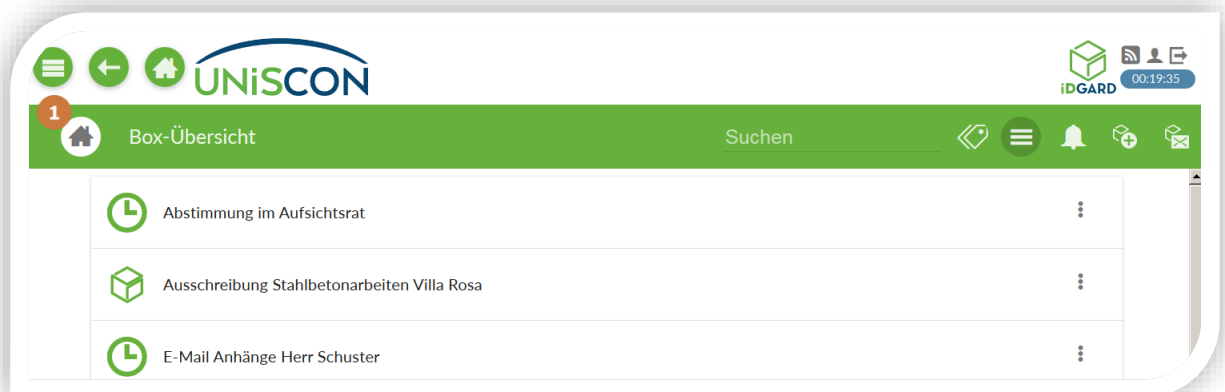 UNiSCON
iDGARD
00:19:35
1
Box-Übersicht
Suchen
Abstimmung im Aufsichtsrat
Ausschreibung Stahlbetonarbeiten Villa Rosa
E-Mail Anhänge Herr Schuster